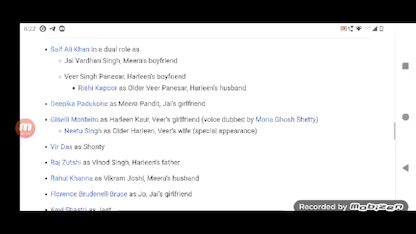 8:22
Saif Ali Khan in a dual role as
Jai Vardhan Singh, Meera's boyfriend
Veer Singh Panesar, Harleen's boyfriend
Rishi Kapoor as Older Veer Panesar, Harleen's husband
Deepika Padukone as Meera Pandit, Jai's girlfriend
Giselli Monteiro as Harleen Kaur, Veer's girlfriend (voice dubbed by Mona Ghosh Shetty)
Neetu Singh as Older Harleen, Veer's wife (special appearance)
Vir Das as Shonty
Raj Zutshi as Vinod Singh, Harleen's father
Rahul Khanna as Vikram Joshi, Meera's husband
Florence Brudenell-Bruce as Jo, Jai's girlfriend
Recorded by Mobizen